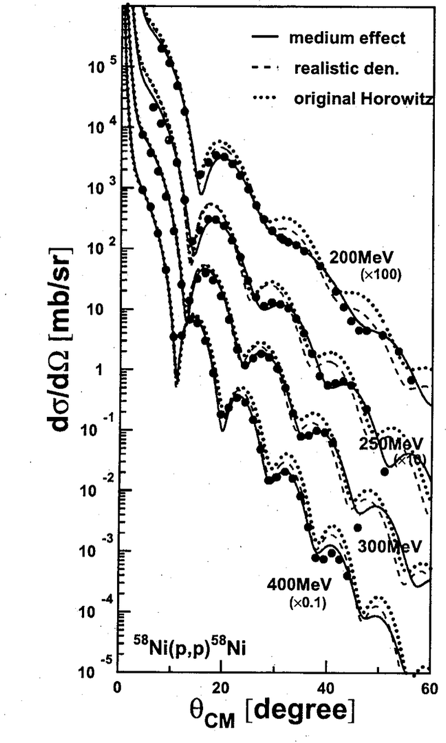 medium effect
realistic den.
original Horowitz
10 5
10 4
10 3
10 2
10
1
10 -1
10 -2
10 -3
10 -4
10 -5
dσ/dΩ [mb/sr]
200MeV
(×100)
250MeV
(×10)
300MeV
400MeV
(×0.1)
58Ni(p,p)58Ni
0 20 40 60
θCM [degree]